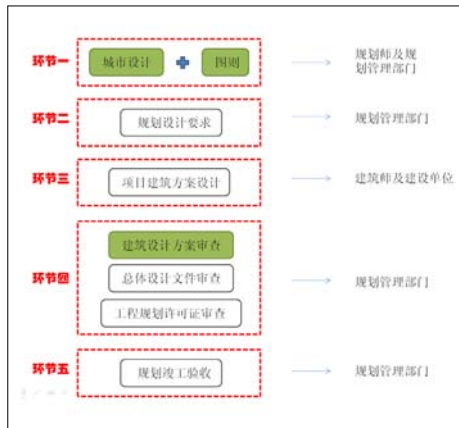 环节一 城市设计 + 图则 规划师及规
划管理部门
环节二 规划设计要求 规划管理部门
环节三 项目建筑方案设计 建筑师及建设单位
建筑设计方案审查
环节四 总体设计文件审查 规划管理部门
工程规划许可证审查
环节五 规划竣工验收 规划管理部门